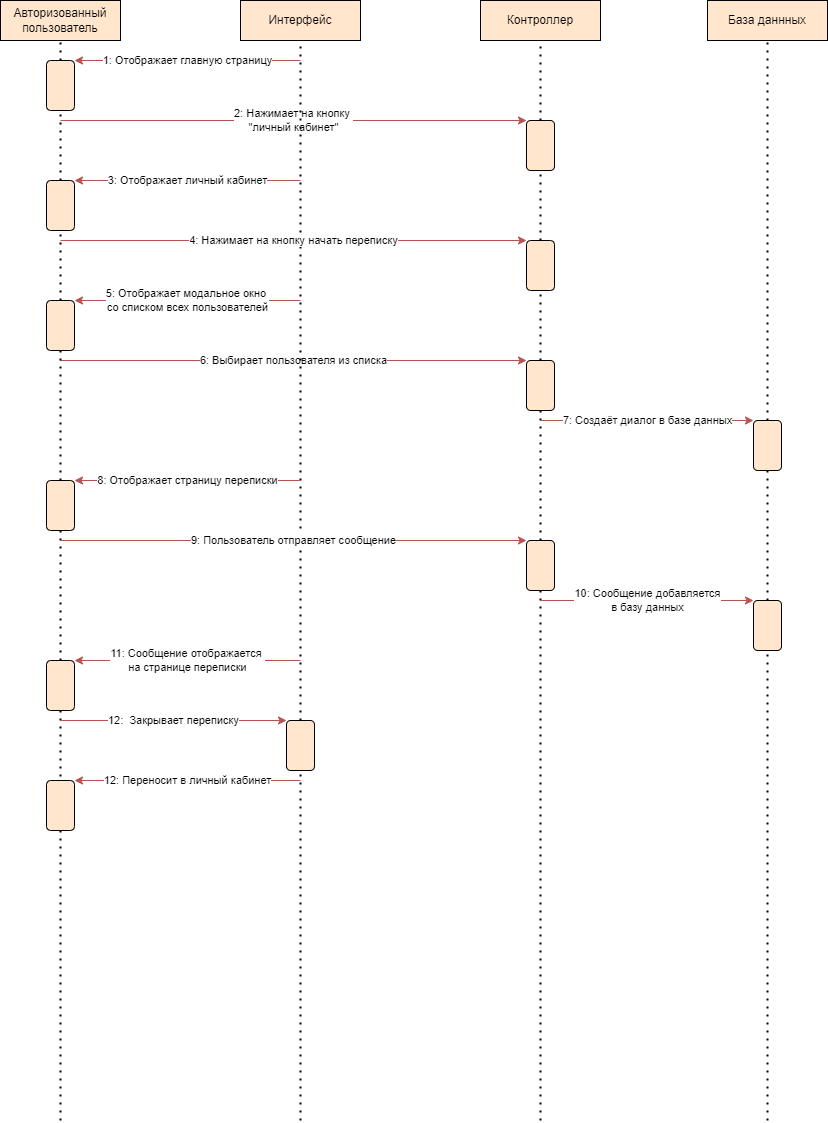 Авторизованный
пользователь
Интерфейс
Контроллер
База даннных
1: Отображает главную страницу
2: Нажимает на кнопку
"личный кабинет"
3: Отображает личный кабинет
4: Нажимает на кнопку начать переписку
5: Отображает модальное окно
со списком всех пользователей
6: Выбирает пользователя из списка
7: Создаёт диалог в базе данных
8: Отображает страницу переписки
9: Пользователь отправляет сообщение
10: Сообщение добавляется
в базу данных
11: Сообщение отображается
на странице переписки
12: Закрывает переписку
12: Переносит в личный кабинет